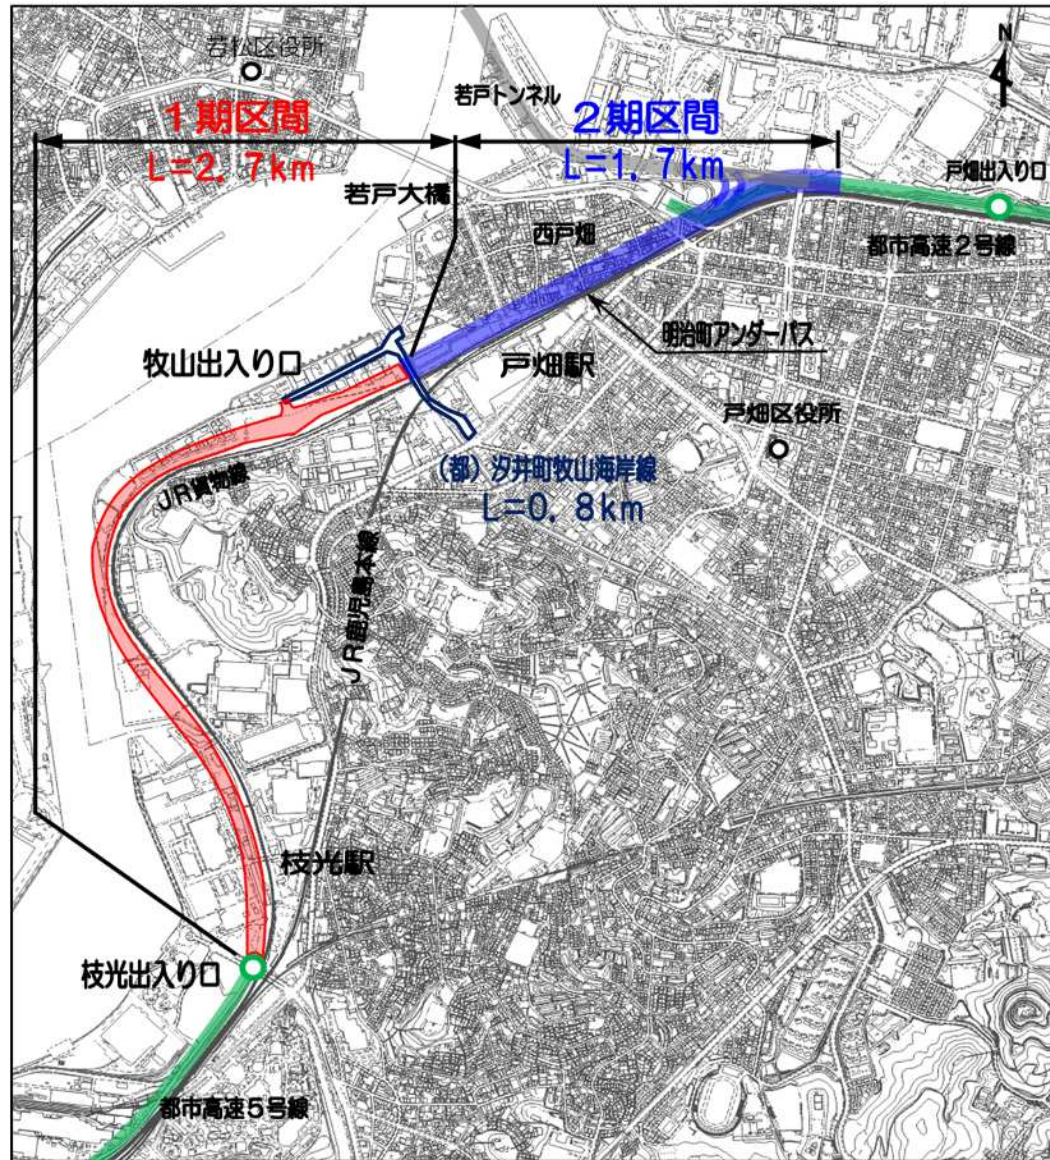 若松区役所
N
若戸トンネル
1期区間
L=2.7km
2期区間
L=1.7km
戸畑出入り口
若戸大橋
西戸畑
都市高速2号線
明治町アンダーパス
牧山出入り口
戸畑駅
戸畑区役所
(都)汐井町牧山海岸線
L=0.8km
JR貨物線
JR鹿児島本線
枝光駅
枝光出入り口
都市高速5号線